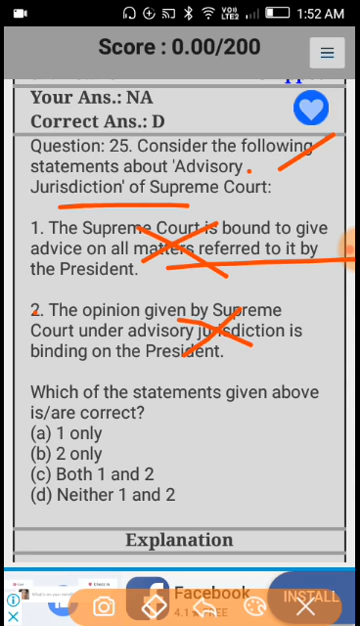 VOII
LTE2
1:52 AM
Score : 0.00/200
Your Ans.: NA
Correct Ans.: D
Question: 25. Consider the following
statements about 'Advisory
Jurisdiction' of Supreme Court:
1. The Supreme Court is bound to give
advice on all matters referred to it by
the President.
2. The opinion given by Supreme
Court under advisory jurisdiction is
binding on the President.
Which of the statements given above
is/are correct?
(a) 1 only
(b) 2 only
(c) Both 1 and 2
(d) Neither 1 and 2
Explanation
Facebook
4.1
INSTALL